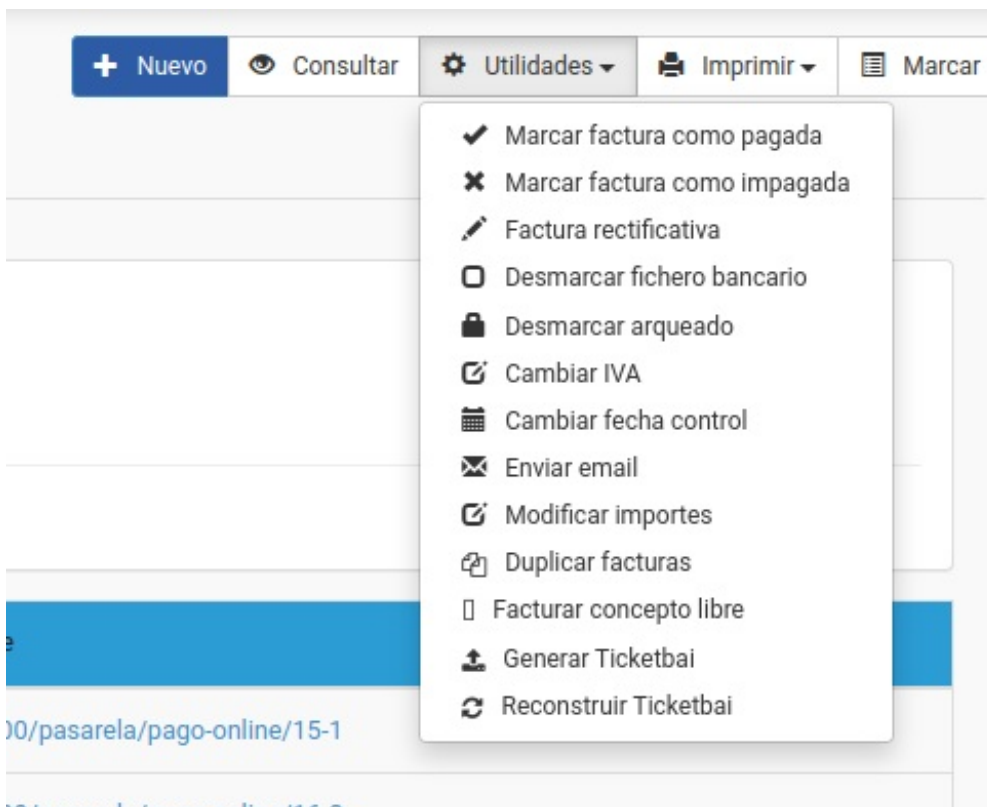 Nuevo Consultar Utilidades Imprimir Marcar
Marcar factura como pagada
Marcar factura como impagada
Factura rectificativa
Desmarcar fichero bancario
Desmarcar arqueado
Cambiar IVA
Cambiar fecha control
Enviar email
Modificar importes
Duplicar facturas
Facturar concepto libre
e
Generar Ticketbai
Reconstruir Ticketbai
00/pasarela/pago-online/15-1